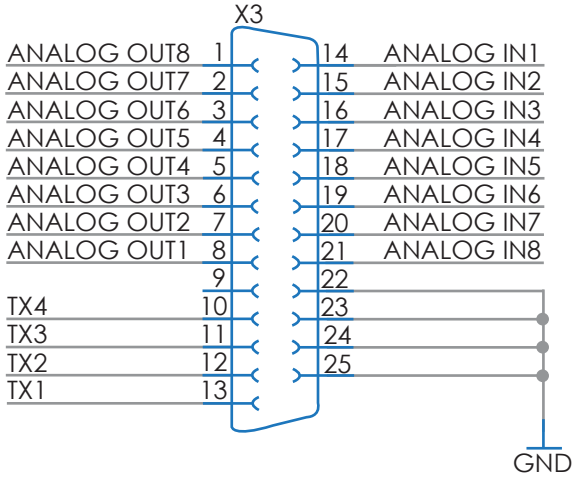 X3
ANALOG OUT8 1 14 ANALOG IN1
ANALOG OUT7 2 15 ANALOG IN2
ANALOG OUT6 3 16 ANALOG IN3
ANALOG OUT5 4 17 ANALOG IN4
ANALOG OUT4 5 18 ANALOG IN5
ANALOG OUT3 6 19 ANALOG IN6
ANALOG OUT2 7 20 ANALOG IN7
ANALOG OUT1 8 21 ANALOG IN8
9 22
TX4 10 23
TX3 11 24
TX2 12 25
TX1 13
GND